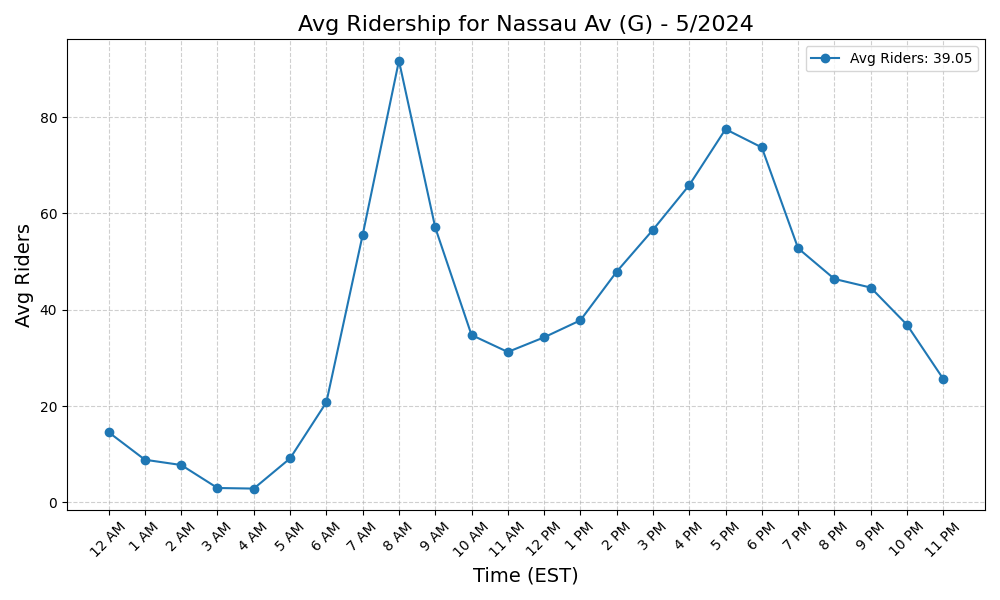 Avg Ridership for Nassau Av (G) - 5/2024
Avg Riders: 39.05
Avg Riders
80
60
40
20
0
12 AM
1 AM
2 AM
3 AM
4 AM
5 AM
6 AM
7 AM
8 AM
9 AM
10 AM
11 AM
12 PM
1 PM
2 PM
3 PM
4 PM
5 PM
6 PM
7 PM
8 PM
9 PM
10 PM
11 PM
Time (EST)